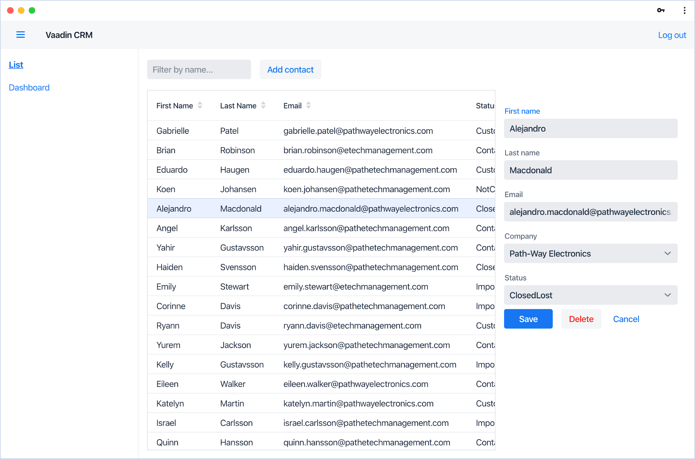 Vaadin CRM
Log out
List
Dashboard
Filter by name...
Add contact
First Name Last Name Email Statu
Gabrielle Patel gabrielle.patel@pathwayelectronics.com Custo
Brian Robinson brian.robinson@etechmanagement.com Conta
Eduardo Haugen eduardo.haugen@pathetechmanagement.com Custo
Koen Johansen koen.johansen@pathetechmanagement.com NotC
Alejandro Macdonald alejandro.macdonald@pathwayelectronics.com Close
Angel Karlsson angel.karlsson@pathetechmanagement.com Conta
Yahir Gustavsson yahir.gustavsson@pathetechmanagement.com Conta
Haiden Svensson haiden.svensson@pathetechmanagement.com Close
Emily Stewart emily.stewart@etechmanagement.com Impo
Corinne Davis corinne.davis@pathetechmanagement.com Impo
Ryann Davis ryann.davis@etechmanagement.com Custo
Yurem Jackson yurem.jackson@pathetechmanagement.com Conta
Kelly Gustavsson kelly.gustavsson@pathetechmanagement.com Impo
Eileen Walker eileen.walker@pathwayelectronics.com Conta
Katelyn Martin katelyn.martin@pathwayelectronics.com Custo
Israel Carlsson israel.carlsson@pathetechmanagement.com Impo
Quinn Hansson quinn.hansson@pathetechmanagement.com Conta
First name
Alejandro
Last name
Macdonald
Email
alejandro.macdonald@pathwayelectronics.
Company
Path-Way Electronics
Status
ClosedLost
Save
Delete
Cancel